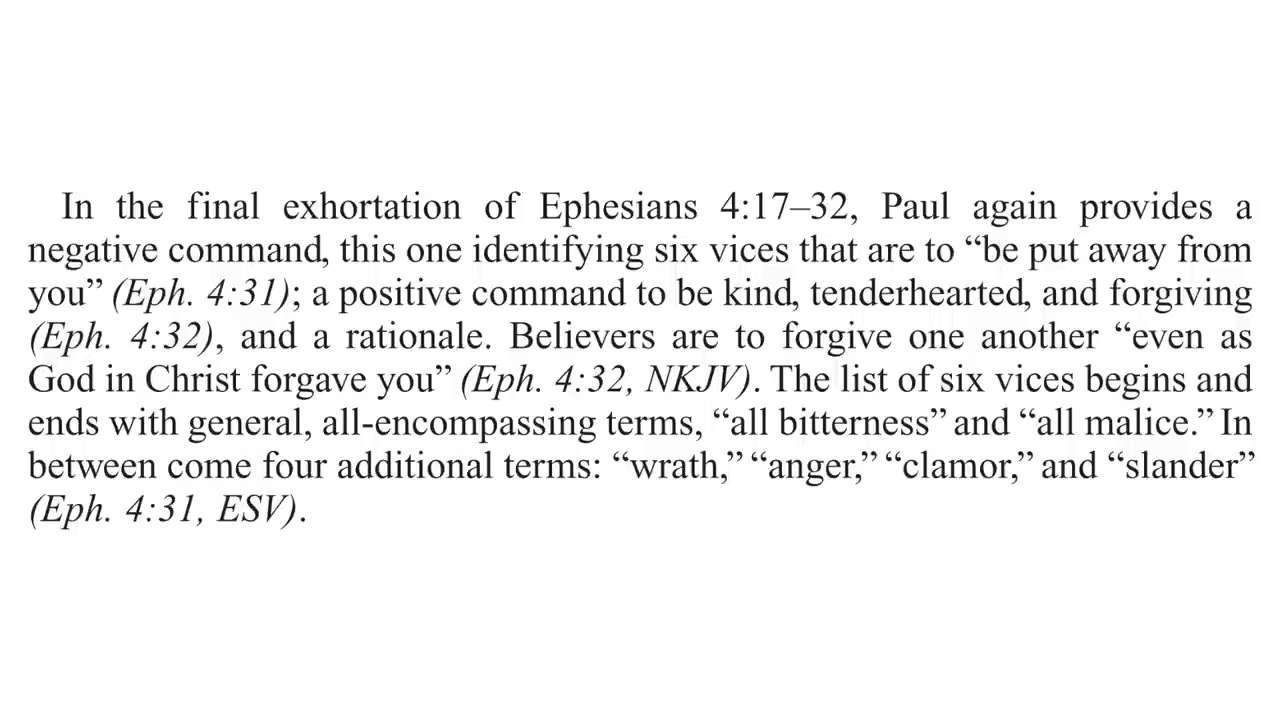 In the final exhortation of Ephesians 4:17–32, Paul again provides a
negative command, this one identifying six vices that are to “be put away from
you” (Eph. 4:31); a positive command to be kind, tenderhearted, and forgiving
(Eph. 4:32), and a rationale. Believers are to forgive one another “even as
God in Christ forgave you” (Eph. 4:32, NKJV). The list of six vices begins and
ends with general, all-encompassing terms, “all bitterness” and “all malice.” In
between come four additional terms: “wrath,” “anger,” “clamor,” and “slander”
(Eph. 4:31, ESV).